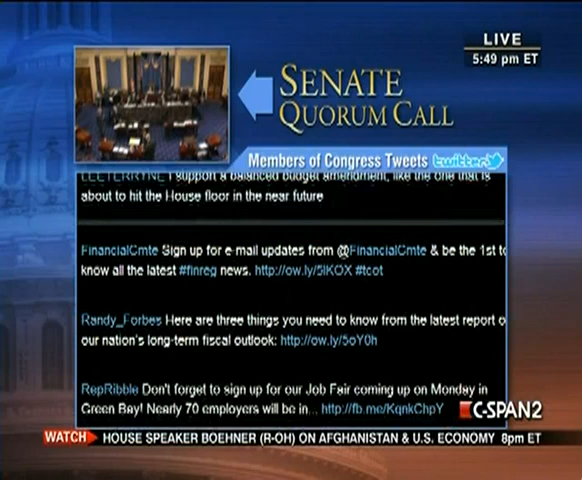 LIVE
5:49 pm ET
SENATE
QUORUM CALL
Members of Congress Tweets twitter
LEETERRYNE I support a balanced budget amendment, like the one that is
about to hit the House floor in the near future
FinancialCmte Sign up for e-mail updates from @FinancialCmte & be the 1st to
know all the latest #finreg news. http://ow.ly/5lKOX #tcot
Randy_Forbes Here are three things you need to know from the latest report o
our nation's long-term fiscal outlook: http://ow.ly/5oY0h
RepRibble Don't forget to sign up for our Job Fair coming up on Monday in
Green Bay! Nearly 70 employers will be in... http://fb.me/KqnkChpY
C-SPAN2
WATCH HOUSE SPEAKER BOEHNER (R-OH) ON AFGHANISTAN & U.S. ECONOMY 8pm ET